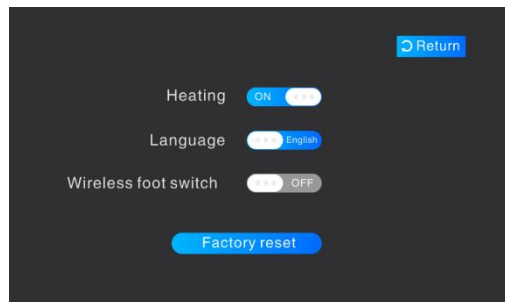 Return
Heating ON
Language English
Wireless foot switch OFF
Factory reset